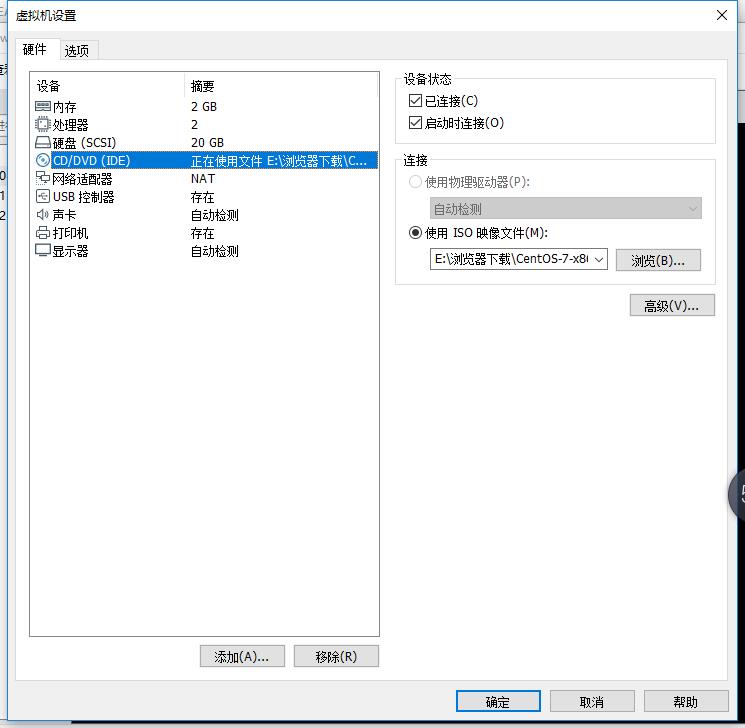 虚拟机设置
硬件 选项
设备 摘要
内存 2 GB
处理器 2
硬盘 (SCSI) 20 GB
CD/DVD (IDE) 正在使用文件 E:\浏览器下载\C...
网络适配器 NAT
USB 控制器 存在
声卡 自动检测
打印机 存在
显示器 自动检测
添加(A)... 移除(R)
设备状态
已连接(C)
启动时连接(O)
连接
使用物理驱动器(P):
自动检测
使用 ISO 映像文件(M):
E:\浏览器下载\CentOS-7-x8 浏览(B)...
高级(V)...
确定 取消 帮助